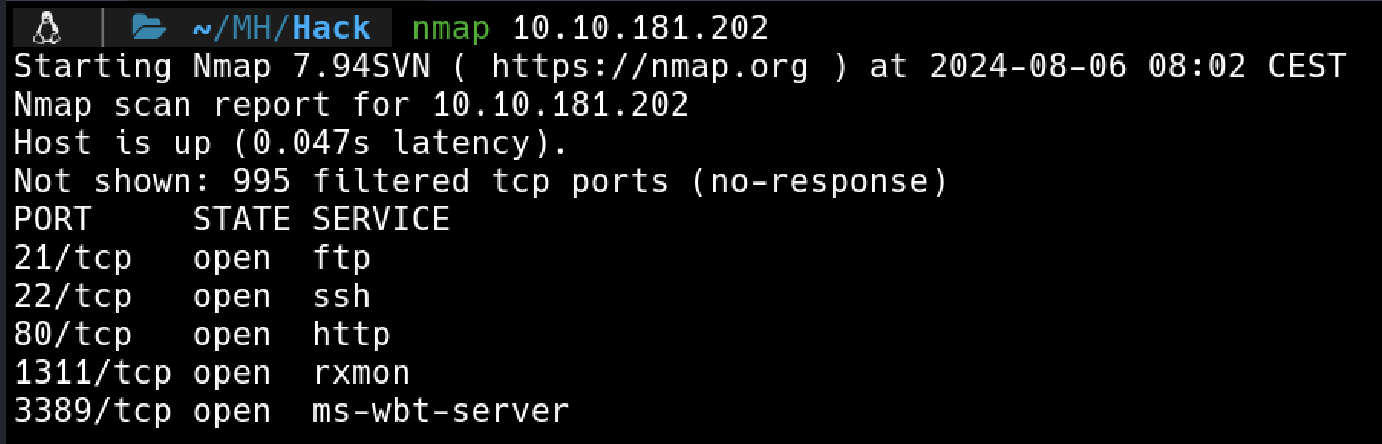 ~/MH/Hack nmap 10.10.181.202
Starting Nmap 7.94SVN ( https://nmap.org ) at 2024-08-06 08:02 CEST
Nmap scan report for 10.10.181.202
Host is up (0.047s latency).
Not shown: 995 filtered tcp ports (no-response)
PORT     STATE SERVICE
21/tcp   open  ftp
22/tcp   open  ssh
80/tcp   open  http
1311/tcp open  rxmon
3389/tcp open  ms-wbt-server